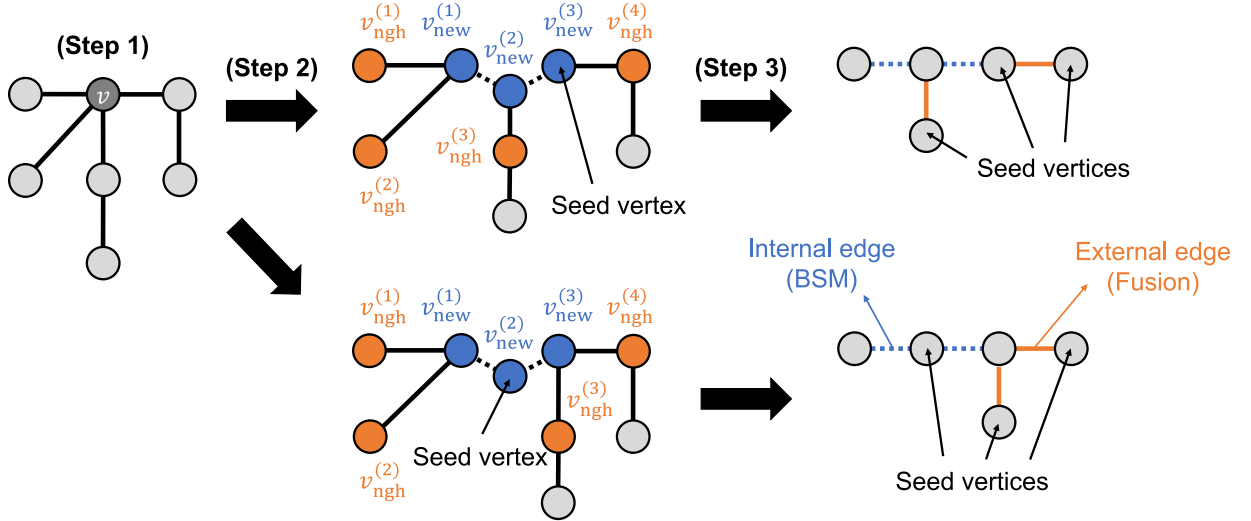 (Step 1)
v
(Step 2)
v_ngh^(1) v_new^(1) v_new^(2) v_new^(3) v_ngh^(4)
v_ngh^(3)
v_ngh^(2)
Seed vertex
(Step 3)
Seed vertices
v_ngh^(1) v_new^(1) v_new^(2) v_new^(3) v_ngh^(4)
v_ngh^(3)
v_ngh^(2)
Seed vertex
Internal edge
(BSM)
External edge
(Fusion)
Seed vertices